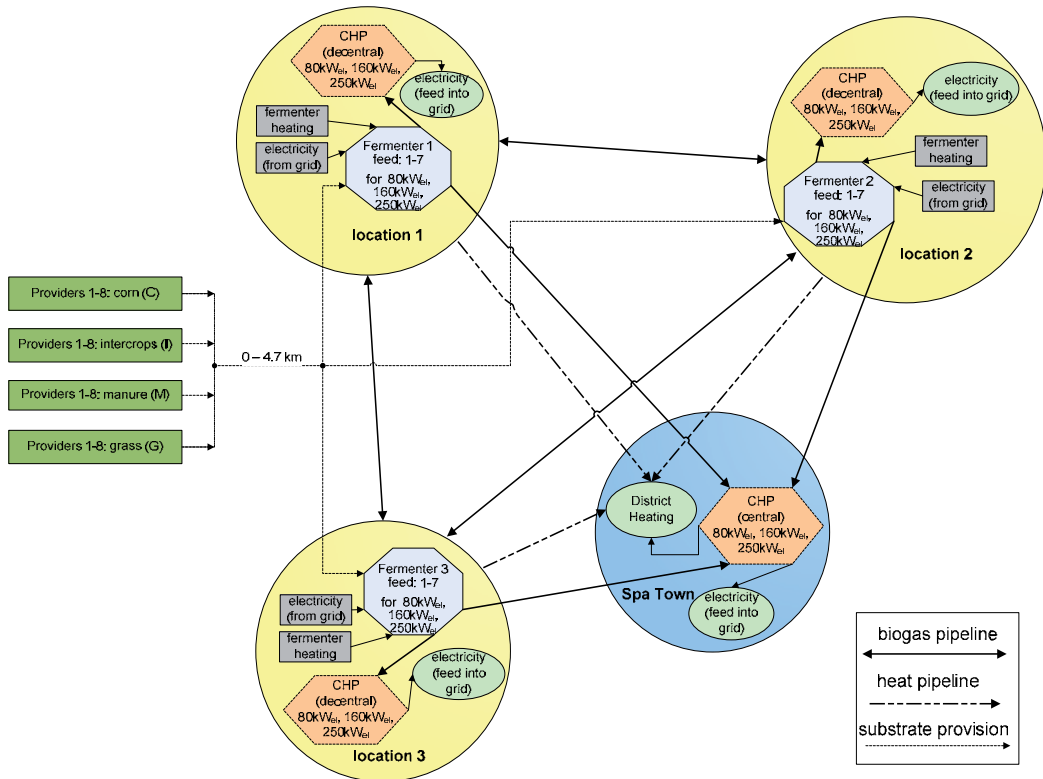 CHP
(decentral)
80kWel, 160kWel,
250kWel
electricity
(feed into
grid)
fermenter
heating
electricity
(from grid)
Fermenter 1
feed: 1-7
for 80kWel,
160kWel,
250kWel
location 1
CHP
(decentral)
80kWel, 160kWel,
250kWel
electricity
(feed into
grid)
fermenter
heating
electricity
(from grid)
Fermenter 2
feed: 1-7
for 80kWel,
160kWel,
250kWel
location 2
Providers 1-8: corn (C)
Providers 1-8: intercrops (I)
Providers 1-8: manure (M)
Providers 1-8: grass (G)
0 – 4.7 km
District
Heating
CHP
(central)
80kWel, 160kWel,
250kWel
Spa Town
electricity
(feed into
grid)
Fermenter 3
feed: 1-7
for 80kWel,
160kWel,
250kWel
electricity
(from grid)
fermenter
heating
electricity
(feed into
grid)
CHP
(decentral)
80kWel, 160kWel,
250kWel
location 3
biogas pipeline
heat pipeline
substrate provision